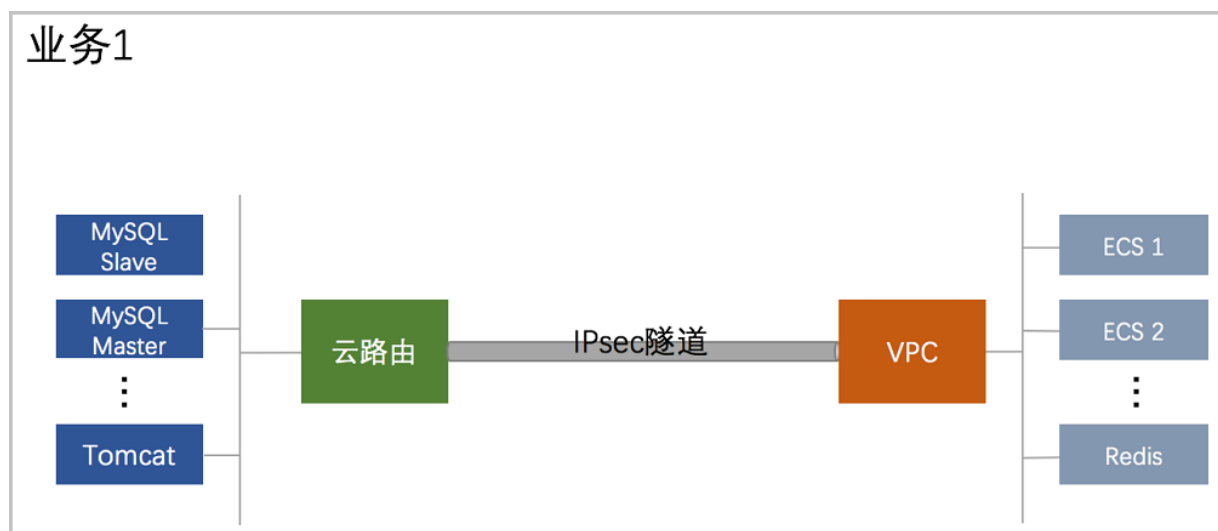 业务1
MySQL
Slave
MySQL
Master
⋮
Tomcat
云路由
IPsec隧道
VPC
ECS 1
ECS 2
⋮
Redis